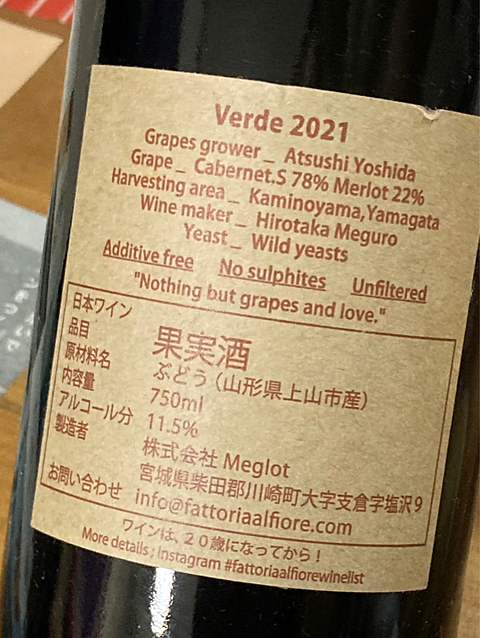 Verde 2021
Grapes grower _ Atsushi Yoshida
Grape _ Cabernet.S 78% Merlot 22%
Harvesting area _ Kaminoyama,Yamagata
Wine maker _ Hirotaka Meguro
Yeast _ Wild yeasts
Additive free No sulphites Unfiltered
"Nothing but grapes and love."
日本ワイン
品目 果実酒
原材料名 ぶどう(山形県上山市産)
内容量 750ml
アルコール分 11.5%
製造者 株式会社 Meglot
宮城県柴田郡川崎町大字支倉字塩沢9
お問い合わせ info@fattoriaalfiore.com
ワインは、20歳になってから!
More details ; Instagram #fattoriaalfiorewinelist